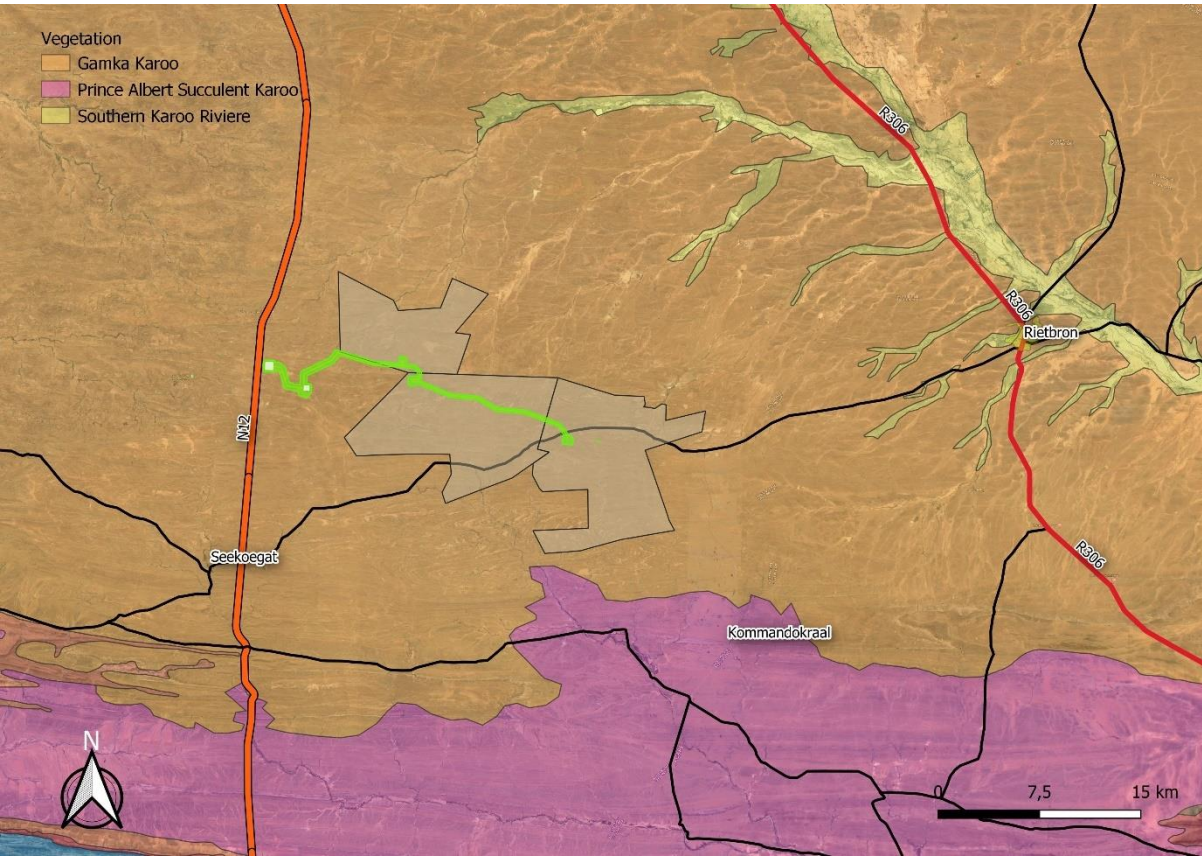 Vegetation
Gamka Karoo
Prince Albert Succulent Karoo
Southern Karoo Riviere
R306
R306
Rietbron
N12
Seekoegat
R306
Kommandokraal
N
0 7,5 15 km